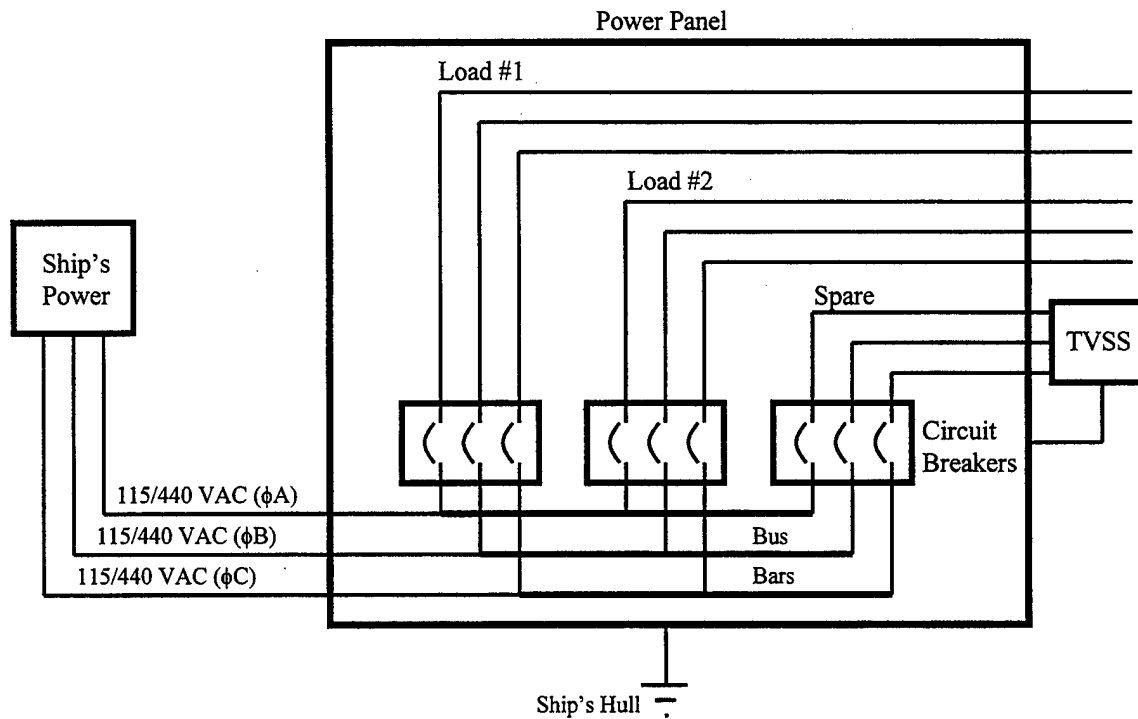 Power Panel
Load #1
Load #2
Ship's
Power
Spare
TVSS
Circuit
Breakers
115/440 VAC (ϕA)
115/440 VAC (ϕB)
Bus
115/440 VAC (ϕC)
Bars
Ship's Hull